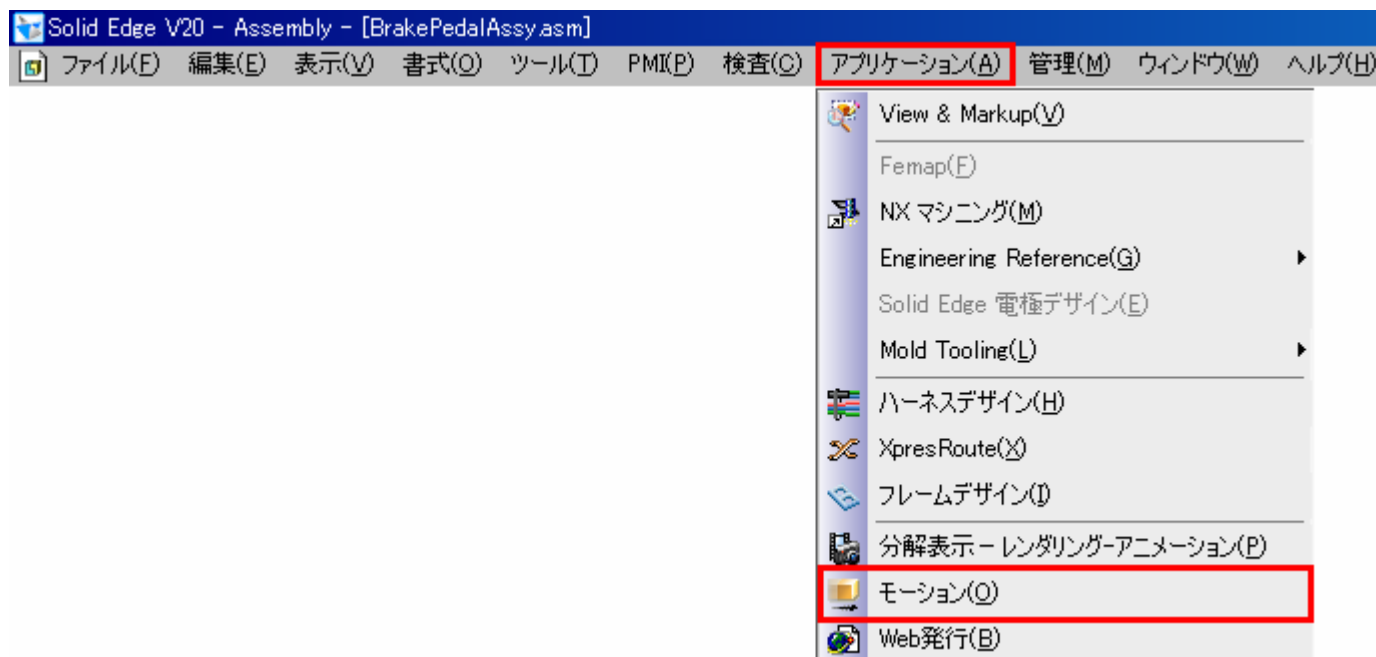 Solid Edge V20 - Assembly - [BrakePedalAssy.asm]
ファイル(F) 編集(E) 表示(V) 書式(O) ツール(T) PMI(P) 検査(C) アプリケーション(A) 管理(M) ウィンドウ(W) ヘルプ(H)
View & Markup(V)
Femap(F)
NX マシニング(M)
Engineering Reference(G)
Solid Edge 電極デザイン(E)
Mold Tooling(L)
ハーネスデザイン(H)
XpresRoute(X)
フレームデザイン(I)
分解表示ーレンダリング-アニメーション(P)
モーション(O)
Web発行(B)